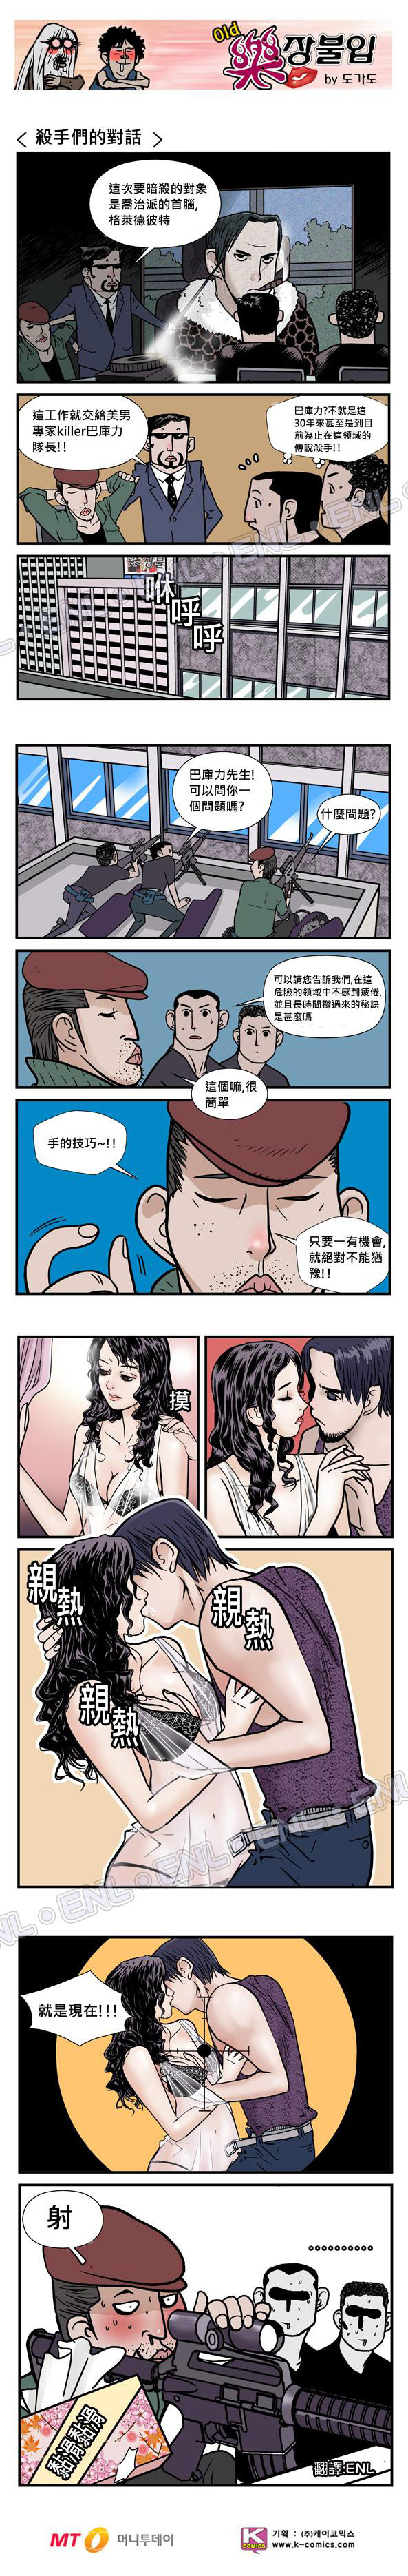 Old 樂 장불입
by 도가도
< 殺手們的對話 >
這次要暗殺的對象
是喬治派的首腦,
格萊德彼特
這工作就交給美男
專家killer巴庫力
隊長!!
巴庫力?不就是這
30年來甚至是到目
前為止在這領域的
傳說殺手!!
ENL
咻
呼
呼
巴庫力先生!
可以問你一
個問題嗎?
什麼問題?
可以請您告訴我們,在這
危險的領域中不感到疲倦,
並且長時間撐過來的秘訣
是甚麼嗎
這個嘛,很
簡單
手的技巧~!!
只要一有機會,
就絕對不能猶
豫!!
摸
親熱
親熱
親熱
ENL ENL ENL
就是現在!!!
射
..........
黏滑黏滑
翻譯:ENL
MT 머니투데이
K COMICS
기획 : (주)케이코믹스
www.k-comics.com